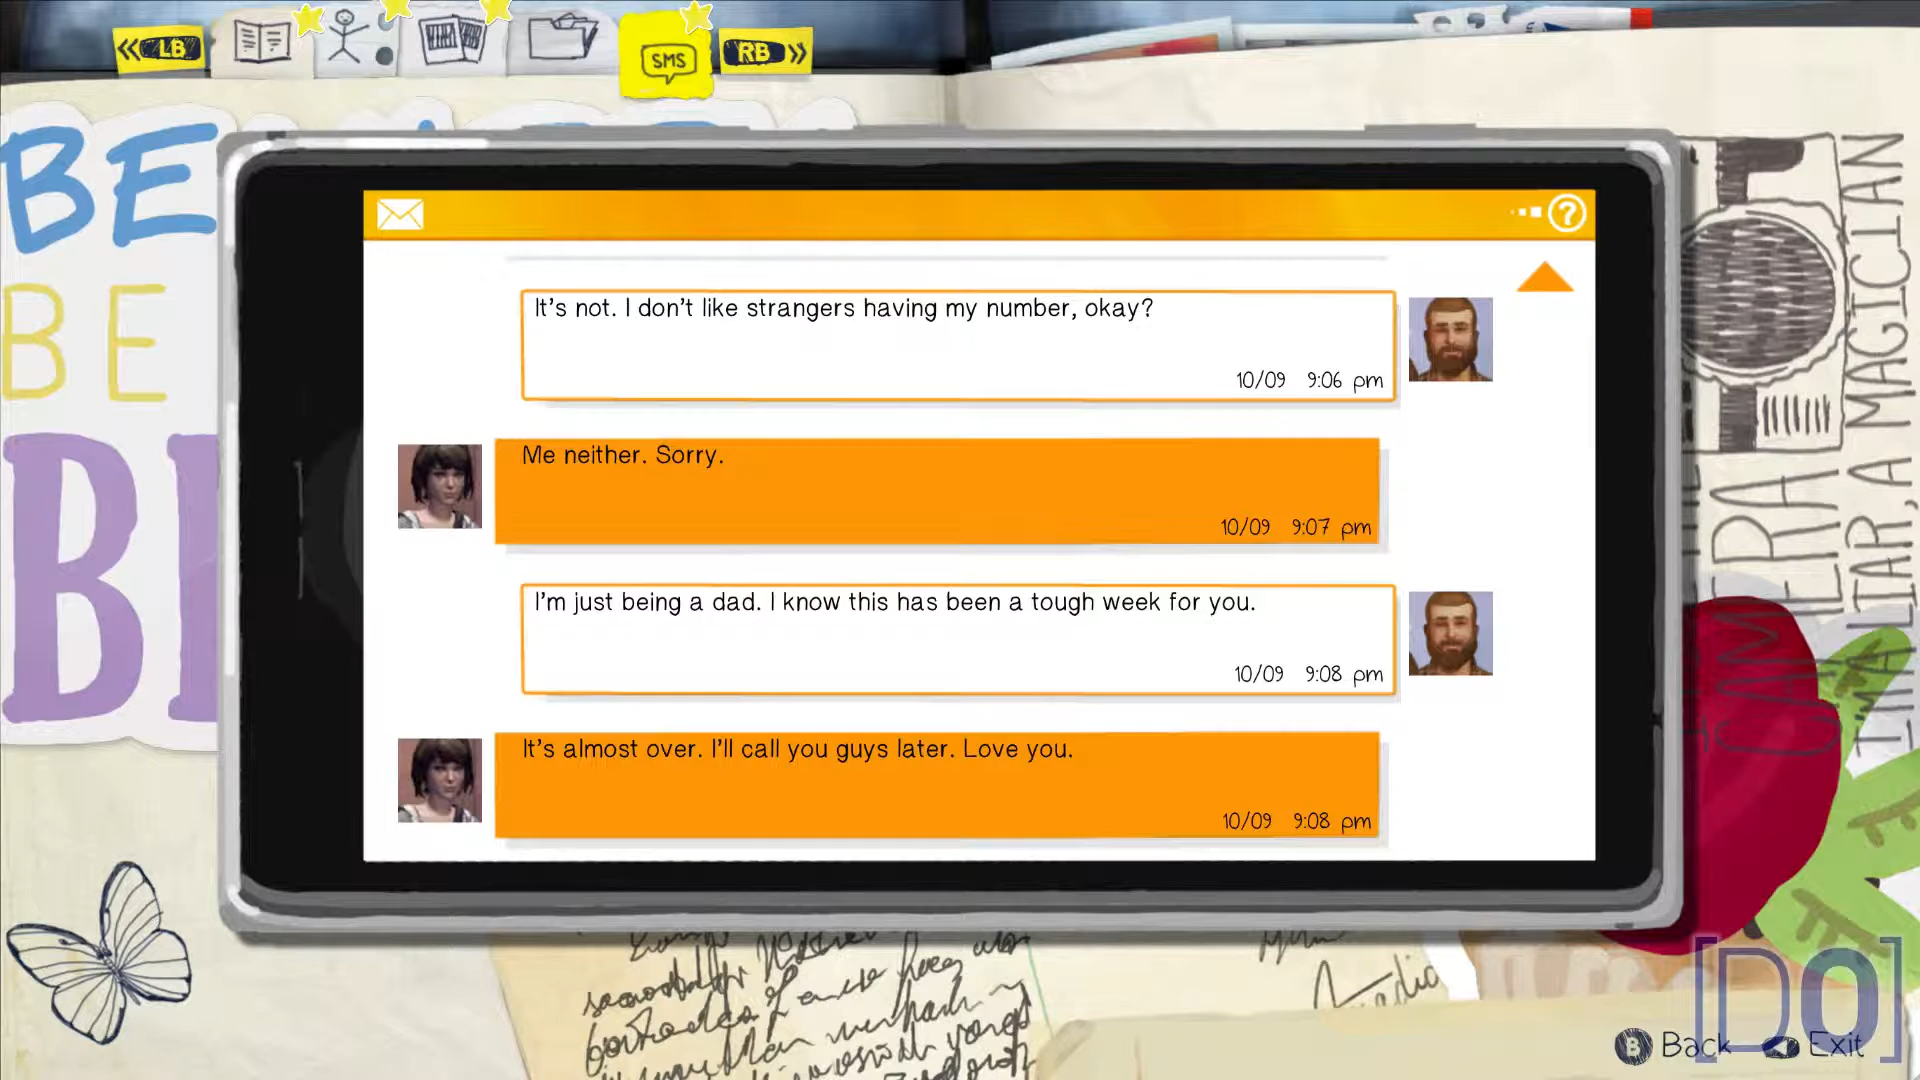 LB
SMS
RB
BE
BE
It's not. I don't like strangers having my number, okay?
10/09 9:06 pm
Me neither. Sorry.
10/09 9:07 pm
I'm just being a dad. I know this has been a tough week for you.
10/09 9:08 pm
It's almost over. I'll call you guys later. Love you.
10/09 9:08 pm
LIAR, A MAGICIAN
[DO]
B Back
Exit